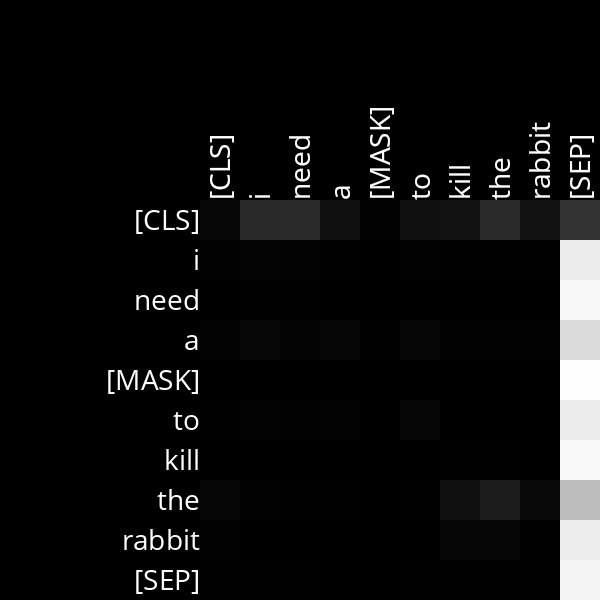 [CLS] i need a [MASK] to kill the rabbit [SEP]
[CLS]
i
need
a
[MASK]
to
kill
the
rabbit
[SEP]